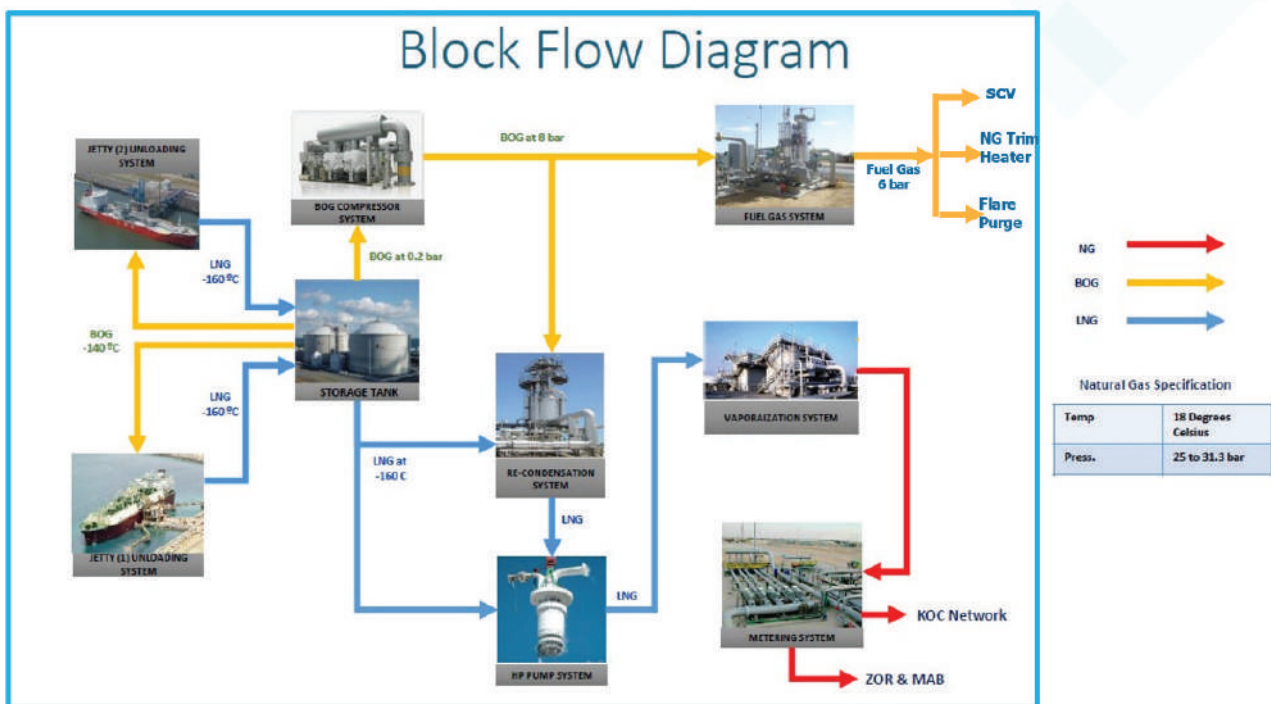 Block Flow Diagram
JETTY (2) UNLOADING
SYSTEM
BOG COMPRESSOR
SYSTEM
BOG at 8 bar
FUEL GAS SYSTEM
Fuel Gas
6 bar
SCV
NG Trim
Heater
Flare
Purge
LNG
-160 ºC
BOG at 0.2 bar
BOG
-140 ºC
STORAGE TANK
LNG
-160 ºC
LNG at
-160 C
RE-CONDENSATION
SYSTEM
VAPORAIZATION SYSTEM
JETTY (1) UNLOADING
SYSTEM
LNG
LNG
HP PUMP SYSTEM
METERING SYSTEM
KOC Network
ZOR & MAB
NG
BOG
LNG
Natural Gas Specification
Temp 18 Degrees
Celsius
Press. 25 to 31.3 bar